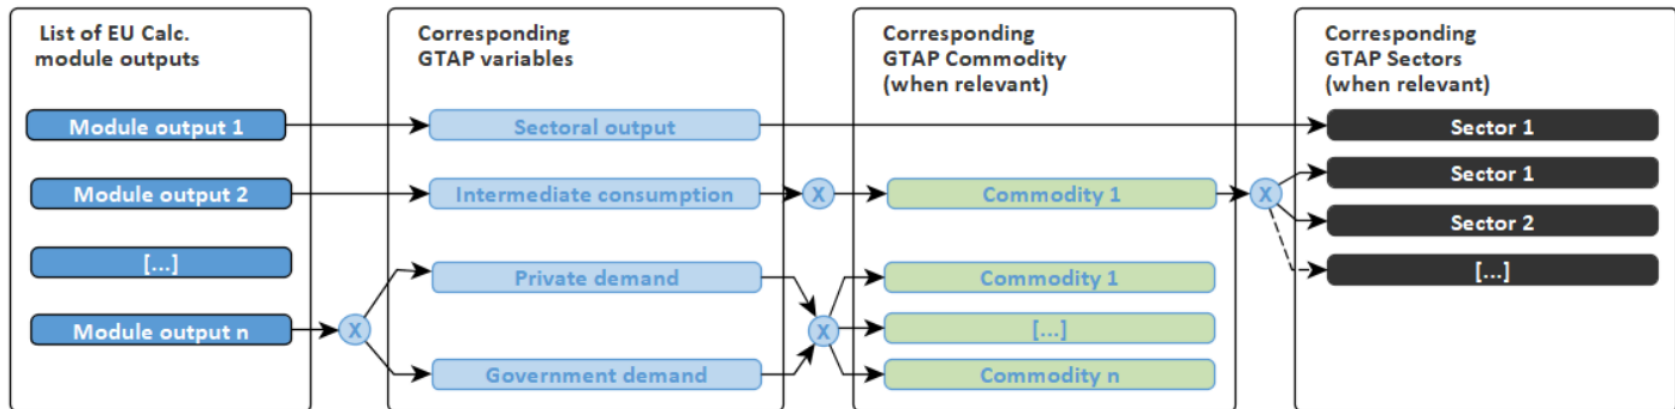 List of EU Calc.
module outputs
Corresponding
GTAP variables
Corresponding
GTAP Commodity
(when relevant)
Corresponding
GTAP Sectors
(when relevant)
Module output 1
Sectoral output
Sector 1
Module output 2
Intermediate consumption
X
Commodity 1
X
Sector 1
Sector 2
[...]
[...]
Private demand
Commodity 1
Module output n
X
X
[...]
Government demand
Commodity n